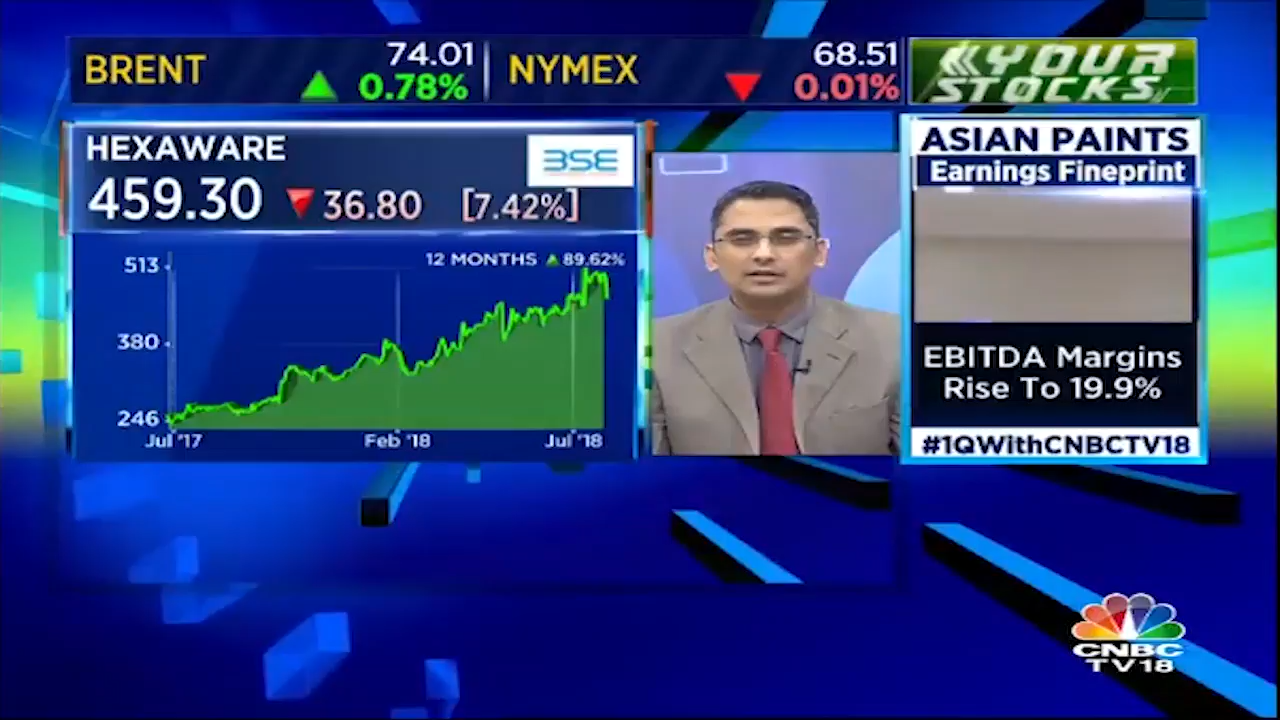 BRENT
74.01
0.78%
NYMEX
68.51
0.01%
YOUR
STOCKS
HEXAWARE
BSE
459.30
36.80
[7.42%]
12 MONTHS
89.62%
513
380
246
Jul '17
Feb '18
Jul '18
ASIAN PAINTS
Earnings Fineprint
EBITDA Margins
Rise To 19.9%
#1QWithCNBCTV18
CNBC
TV18